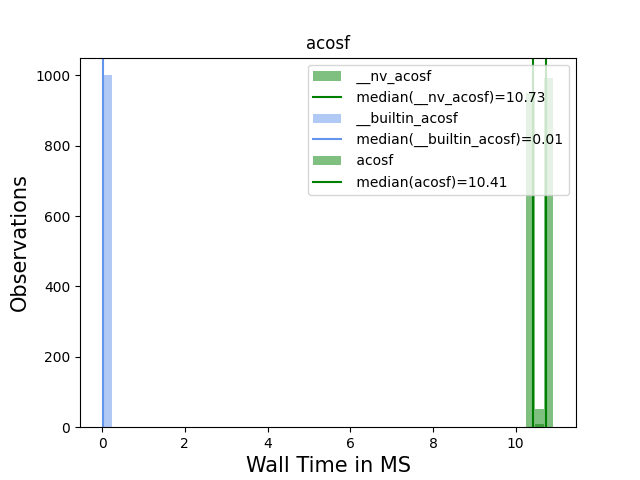 acosf
1000
800
600
400
200
0
Observations
__nv_acosf
median(__nv_acosf)=10.73
__builtin_acosf
median(__builtin_acosf)=0.01
acosf
median(acosf)=10.41
0 2 4 6 8 10
Wall Time in MS